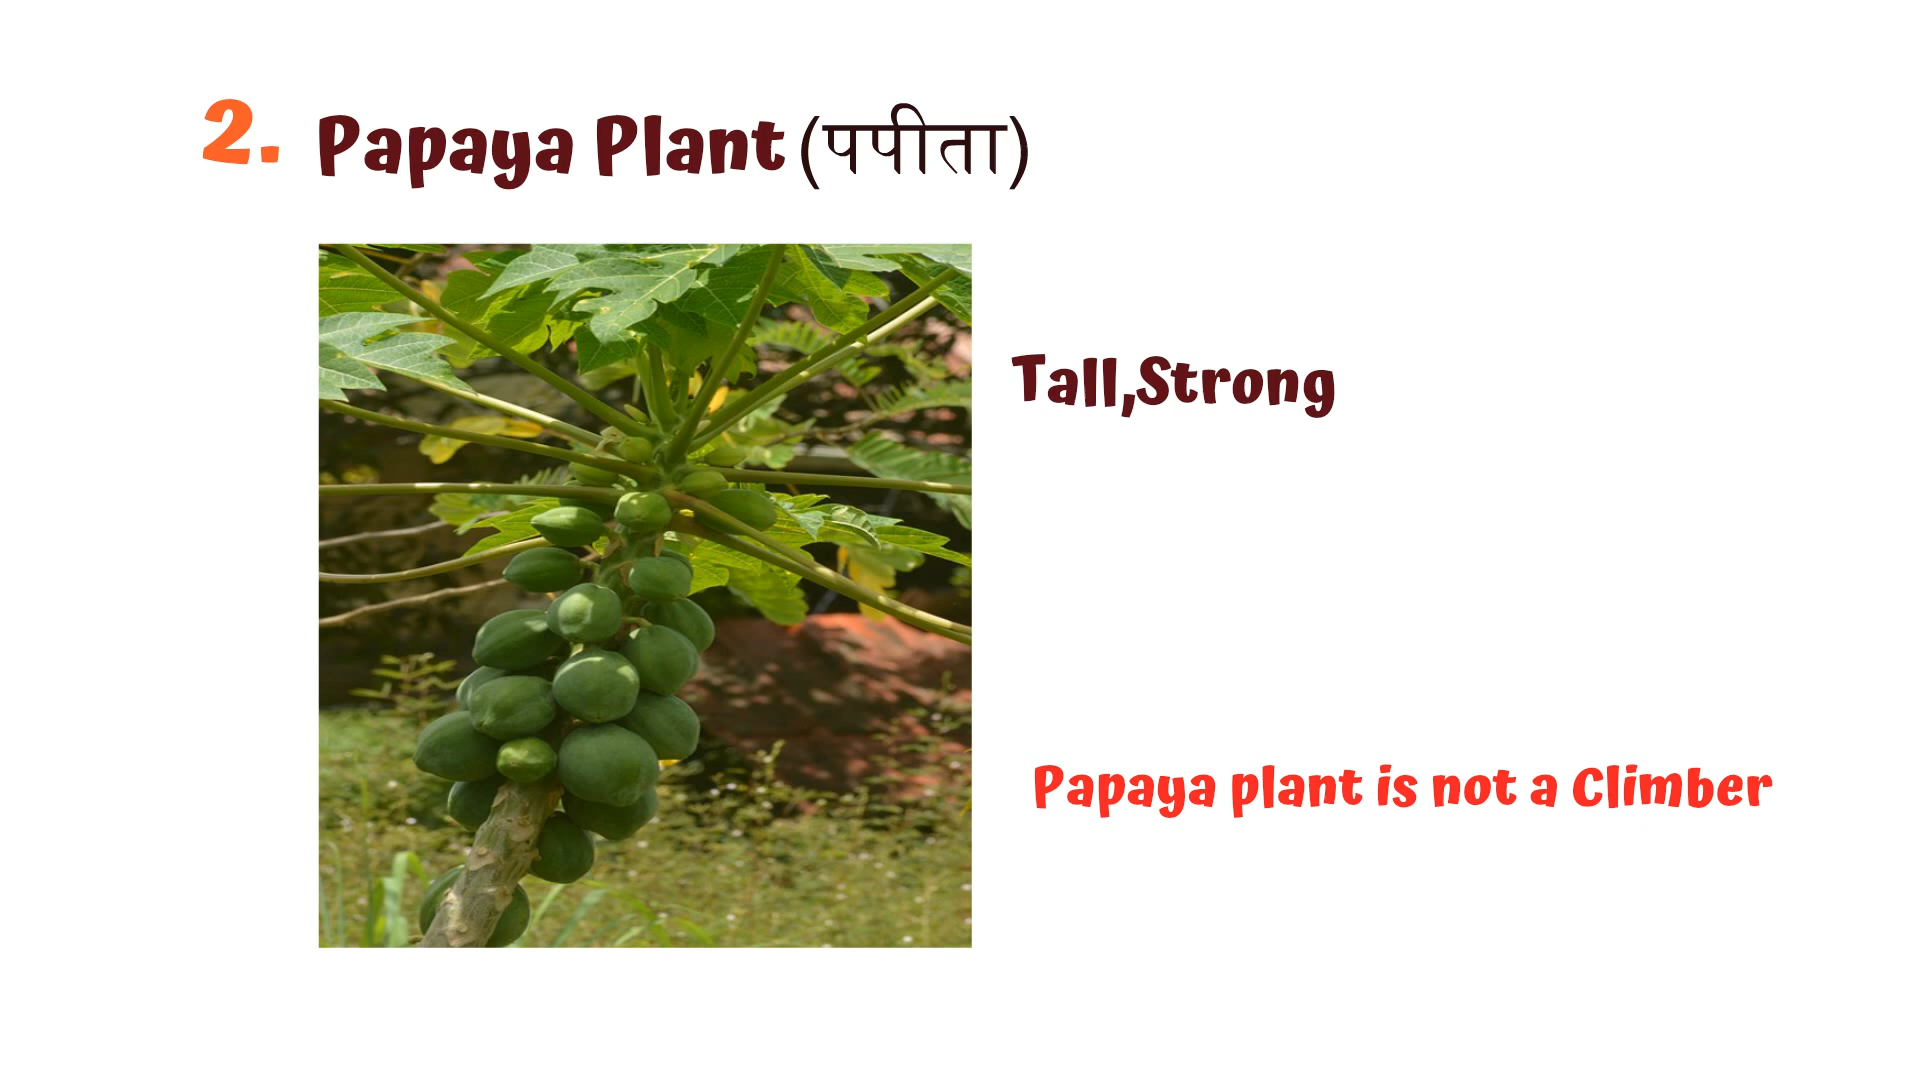 2. Papaya Plant (पपीता)
Tall,Strong
Papaya plant is not a Climber